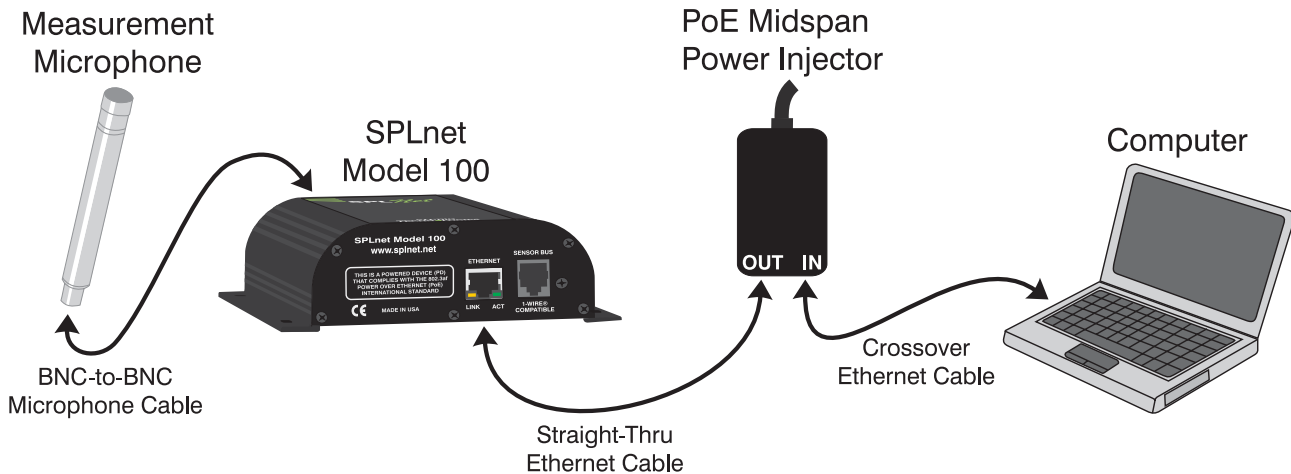 Measurement
Microphone
PoE Midspan
Power Injector
SPLnet
Model 100
Computer
SPLnet
SPLnet Model 100
www.splnet.net
ETHERNET
SENSOR BUS
THIS IS A POWERED DEVICE (PD)
THAT COMPLIES WITH THE 802.3af
POWER OVER ETHERNET (PoE)
INTERNATIONAL STANDARD
CE
MADE IN USA
LINK ACT
1-WIRE®
COMPATIBLE
OUT IN
BNC-to-BNC
Microphone Cable
Crossover
Ethernet Cable
Straight-Thru
Ethernet Cable